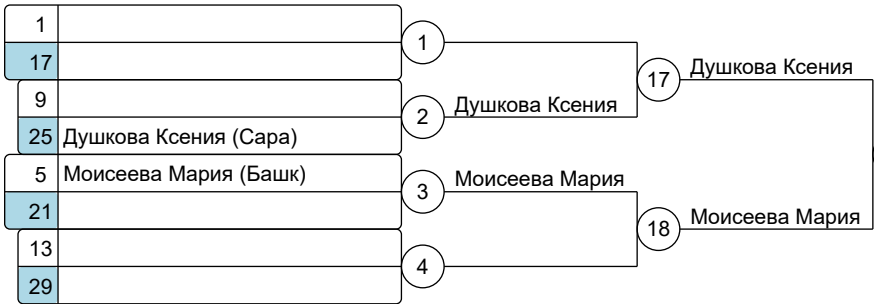 1
17
1
9
25 Душкова Ксения (Сара)
2 Душкова Ксения
17 Душкова Ксения
5 Моисеева Мария (Башк)
21
3 Моисеева Мария
13
29
4
18 Моисеева Мария